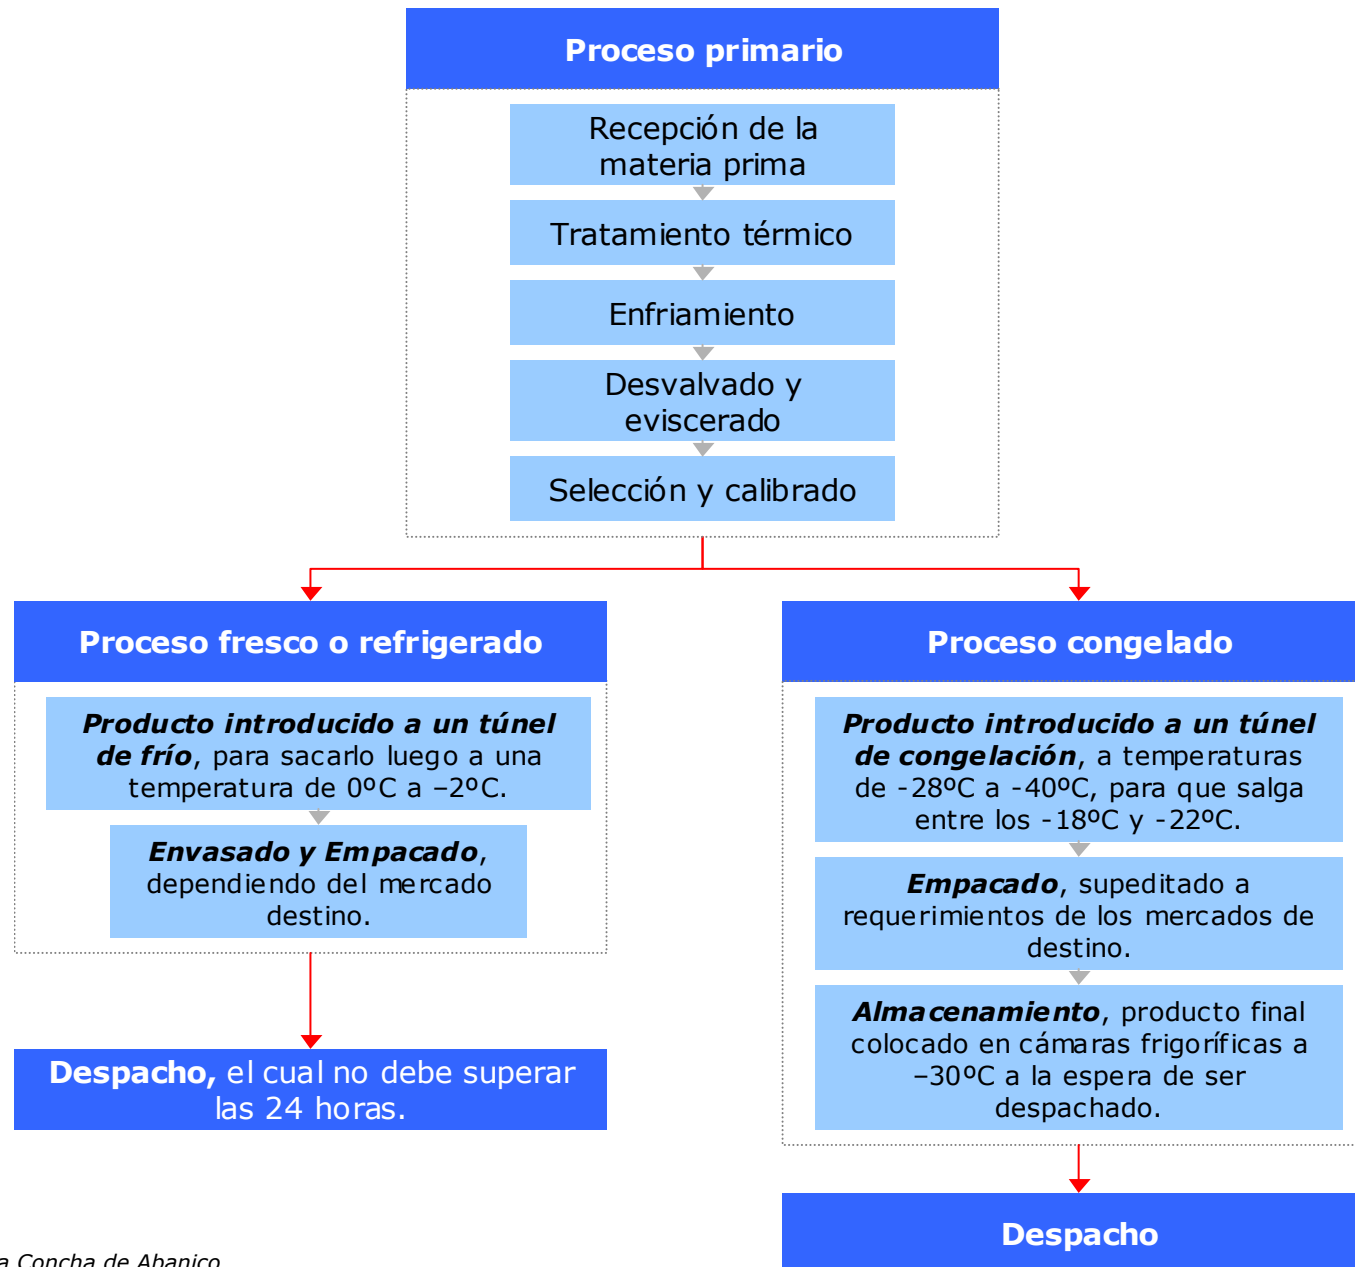 Proceso primario
Recepción de la
materia prima
Tratamiento térmico
Enfriamiento
Desvalvado y
eviscerado
Selección y calibrado
Proceso fresco o refrigerado
Producto introducido a un túnel
de frío, para sacarlo luego a una
temperatura de 0ºC a –2ºC.
Envasado y Empacado,
dependiendo del mercado
destino.
Despacho, el cual no debe superar
las 24 horas.
Proceso congelado
Producto introducido a un túnel
de congelación, a temperaturas
de -28ºC a -40ºC, para que salga
entre los -18ºC y -22ºC.
Empacado, supeditado a
requerimientos de los mercados de
destino.
Almacenamiento, producto final
colocado en cámaras frigoríficas a
–30ºC a la espera de ser
despachado.
Despacho
a Concha de Abanico